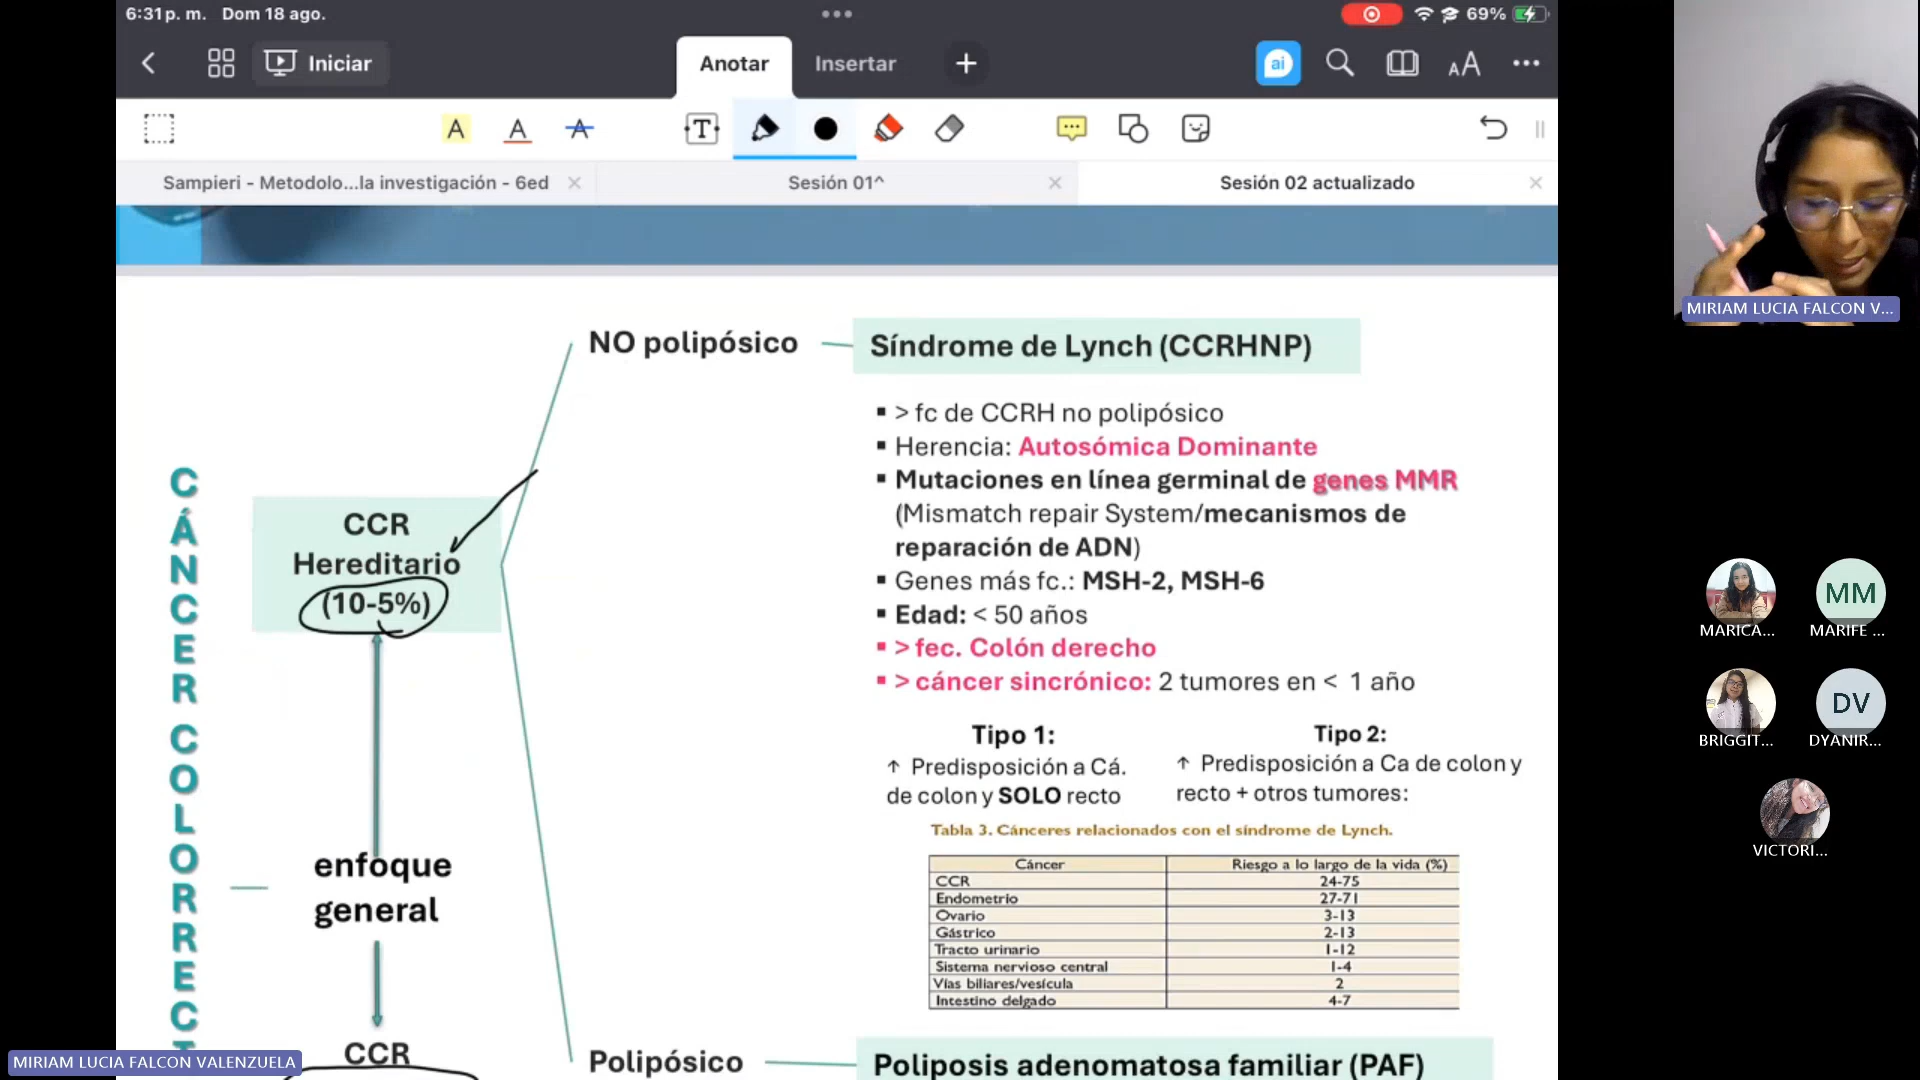 6:31p. m. Dom 18 ago.
69%
Iniciar
Anotar
Insertar
+
ai
AA
A
A
A
T
Sampieri - Metodolo...la investigación - 6ed
Sesión 01^
Sesión 02 actualizado
MIRIAM LUCIA FALCON V...
NO polipósico
Síndrome de Lynch (CCRHNP)
▪ > fc de CCRH no polipósico
▪ Herencia: Autosómica Dominante
▪ Mutaciones en línea germinal de genes MMR
(Mismatch repair System/mecanismos de
reparación de ADN)
▪ Genes más fc.: MSH-2, MSH-6
▪ Edad: < 50 años
▪ > fec. Colón derecho
▪ > cáncer sincrónico: 2 tumores en < 1 año
CÁNCER COLORRECT
CCR
Hereditario
(10-5%)
enfoque
general
CCR
Tipo 1:
↑ Predisposición a Cá.
de colon y SOLO recto
Tipo 2:
↑ Predisposición a Ca de colon y
recto + otros tumores:
Tabla 3. Cánceres relacionados con el síndrome de Lynch.
Cáncer Riesgo a lo largo de la vida (%)
CCR 24-75
Endometrio 27-71
Ovario 3-13
Gástrico 2-13
Tracto urinario 1-12
Sistema nervioso central 1-4
Vías biliares/vesícula 2
Intestino delgado 4-7
Polipósico
Poliposis adenomatosa familiar (PAF)
MARICA...
MM
MARIFE ...
BRIGGIT...
DV
DYANIR...
VICTORI...
MIRIAM LUCIA FALCON VALENZUELA